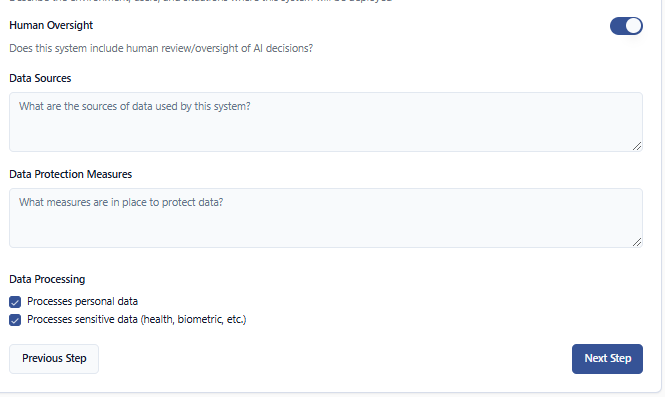 Human Oversight
Does this system include human review/oversight of AI decisions?
Data Sources
What are the sources of data used by this system?
Data Protection Measures
What measures are in place to protect data?
Data Processing
Processes personal data
Processes sensitive data (health, biometric, etc.)
Previous Step
Next Step